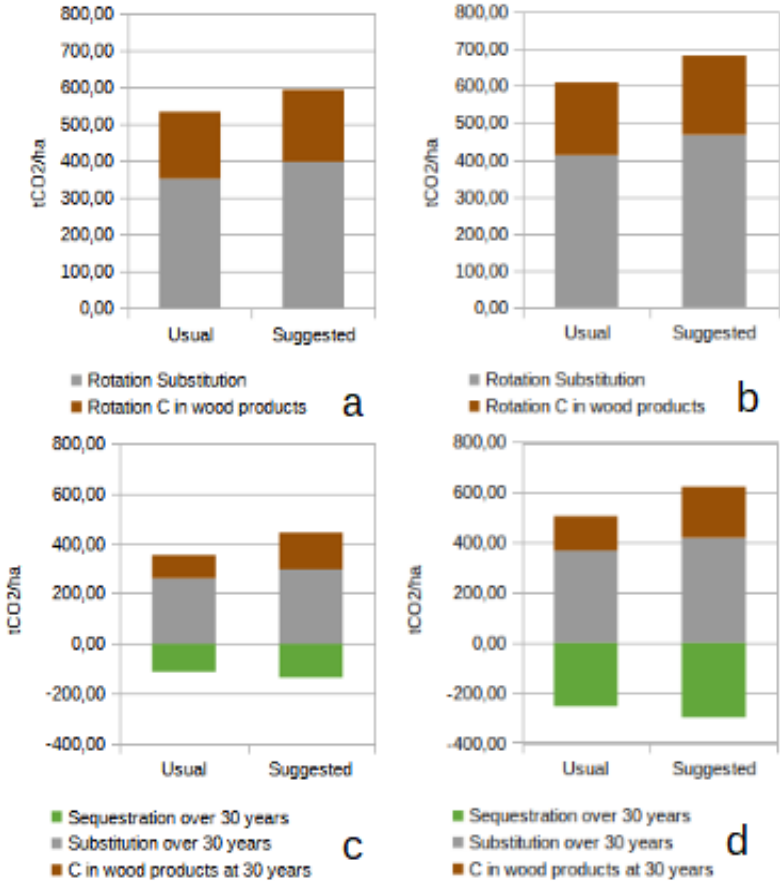 800,00
700,00
600,00
500,00
400,00
300,00
200,00
100,00
0,00
tCO2/ha
Usual Suggested
Rotation Substitution
Rotation C in wood products
a
800,00
700,00
600,00
500,00
400,00
300,00
200,00
100,00
0,00
tCO2/ha
Usual Suggested
Rotation Substitution
Rotation C in wood products
b
800,00
600,00
400,00
200,00
0,00
-200,00
-400,00
tCO2/ha
Usual Suggested
Sequestration over 30 years
Substitution over 30 years
C in wood products at 30 years
c
800,00
600,00
400,00
200,00
0,00
-200,00
-400,00
tCO2/ha
Usual Suggested
Sequestration over 30 years
Substitution over 30 years
C in wood products at 30 years
d